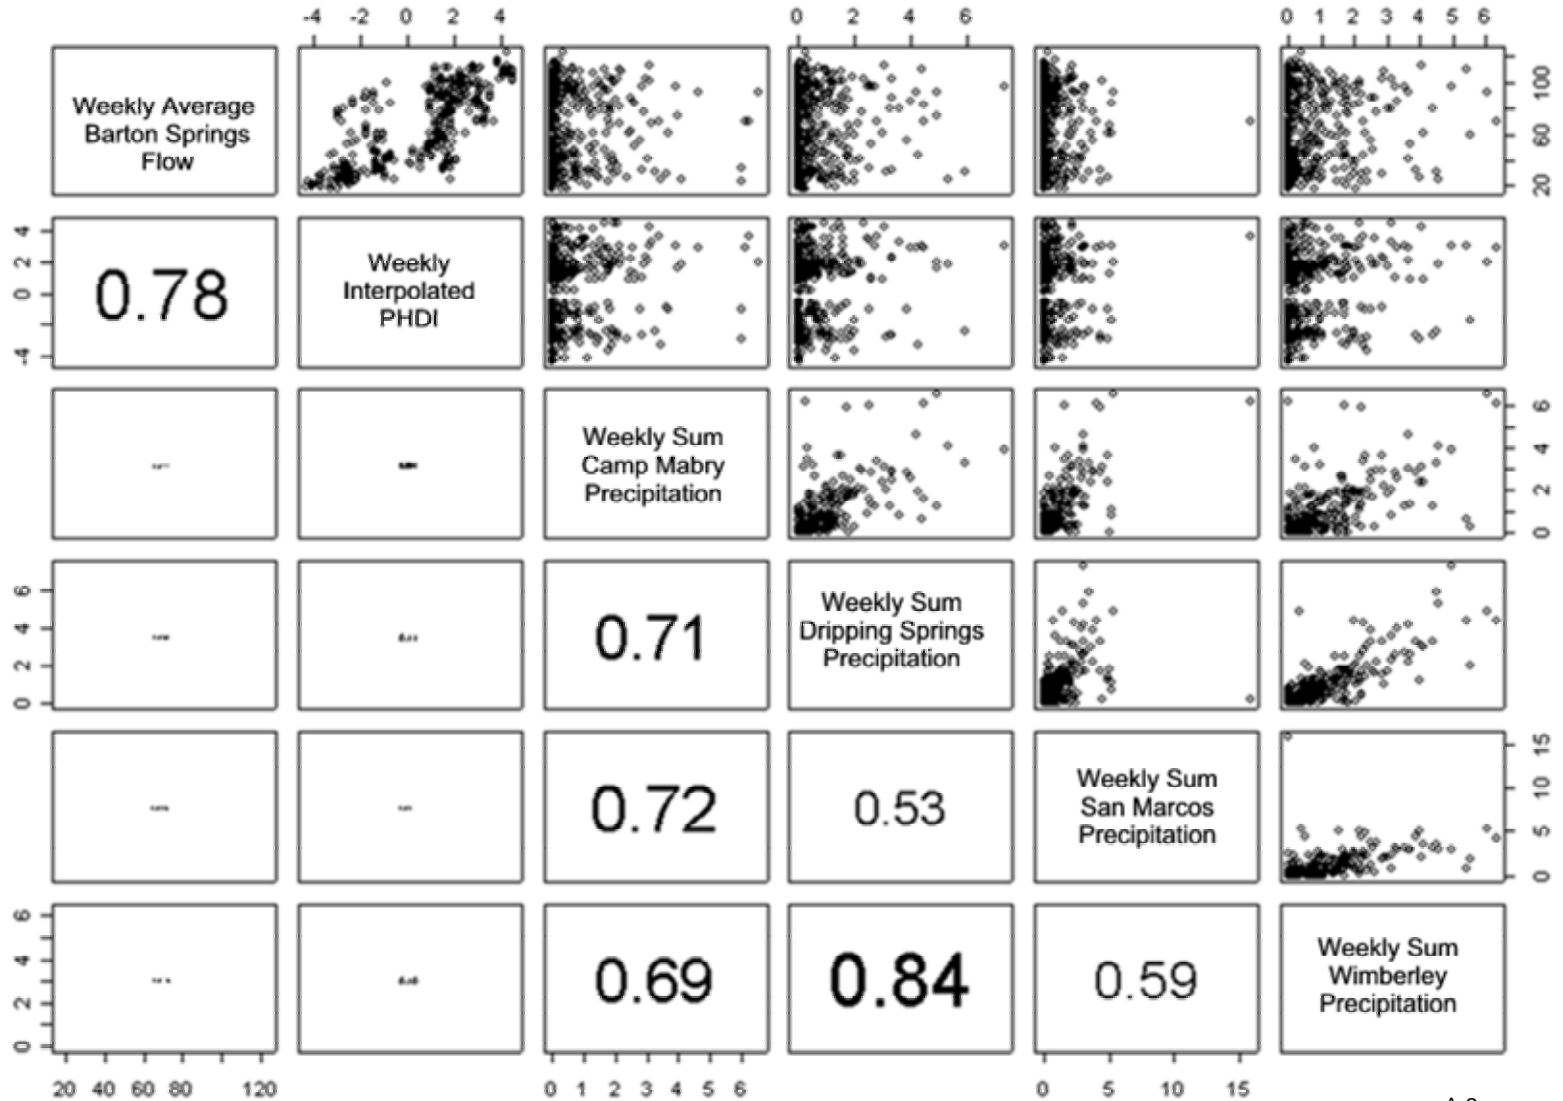 -4 -2 0 2 4 0 2 4 6 0 1 2 3 4 5 6
Weekly Average
Barton Springs
Flow
20 60 100
-4 0 2 4
0.78
Weekly
Interpolated
PHDI
Weekly Sum
Camp Mabry
Precipitation
0 2 4 6
0 2 4 6
0.71
Weekly Sum
Dripping Springs
Precipitation
0.72
0.53
Weekly Sum
San Marcos
Precipitation
0 5 10 15
0 2 4 6
0.69
0.84
0.59
Weekly Sum
Wimberley
Precipitation
20 40 60 80 120 0 1 2 3 4 5 6 0 5 10 15